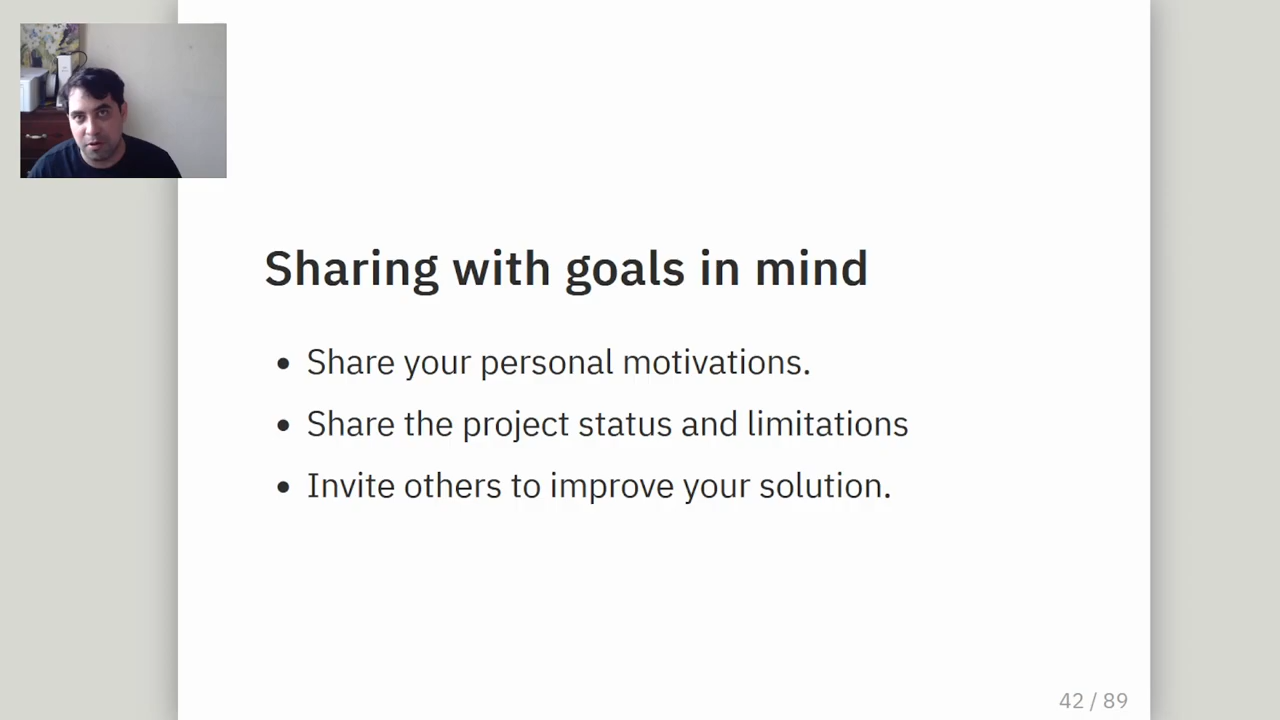 Sharing with goals in mind
• Share your personal motivations.
• Share the project status and limitations
• Invite others to improve your solution.
42 / 89